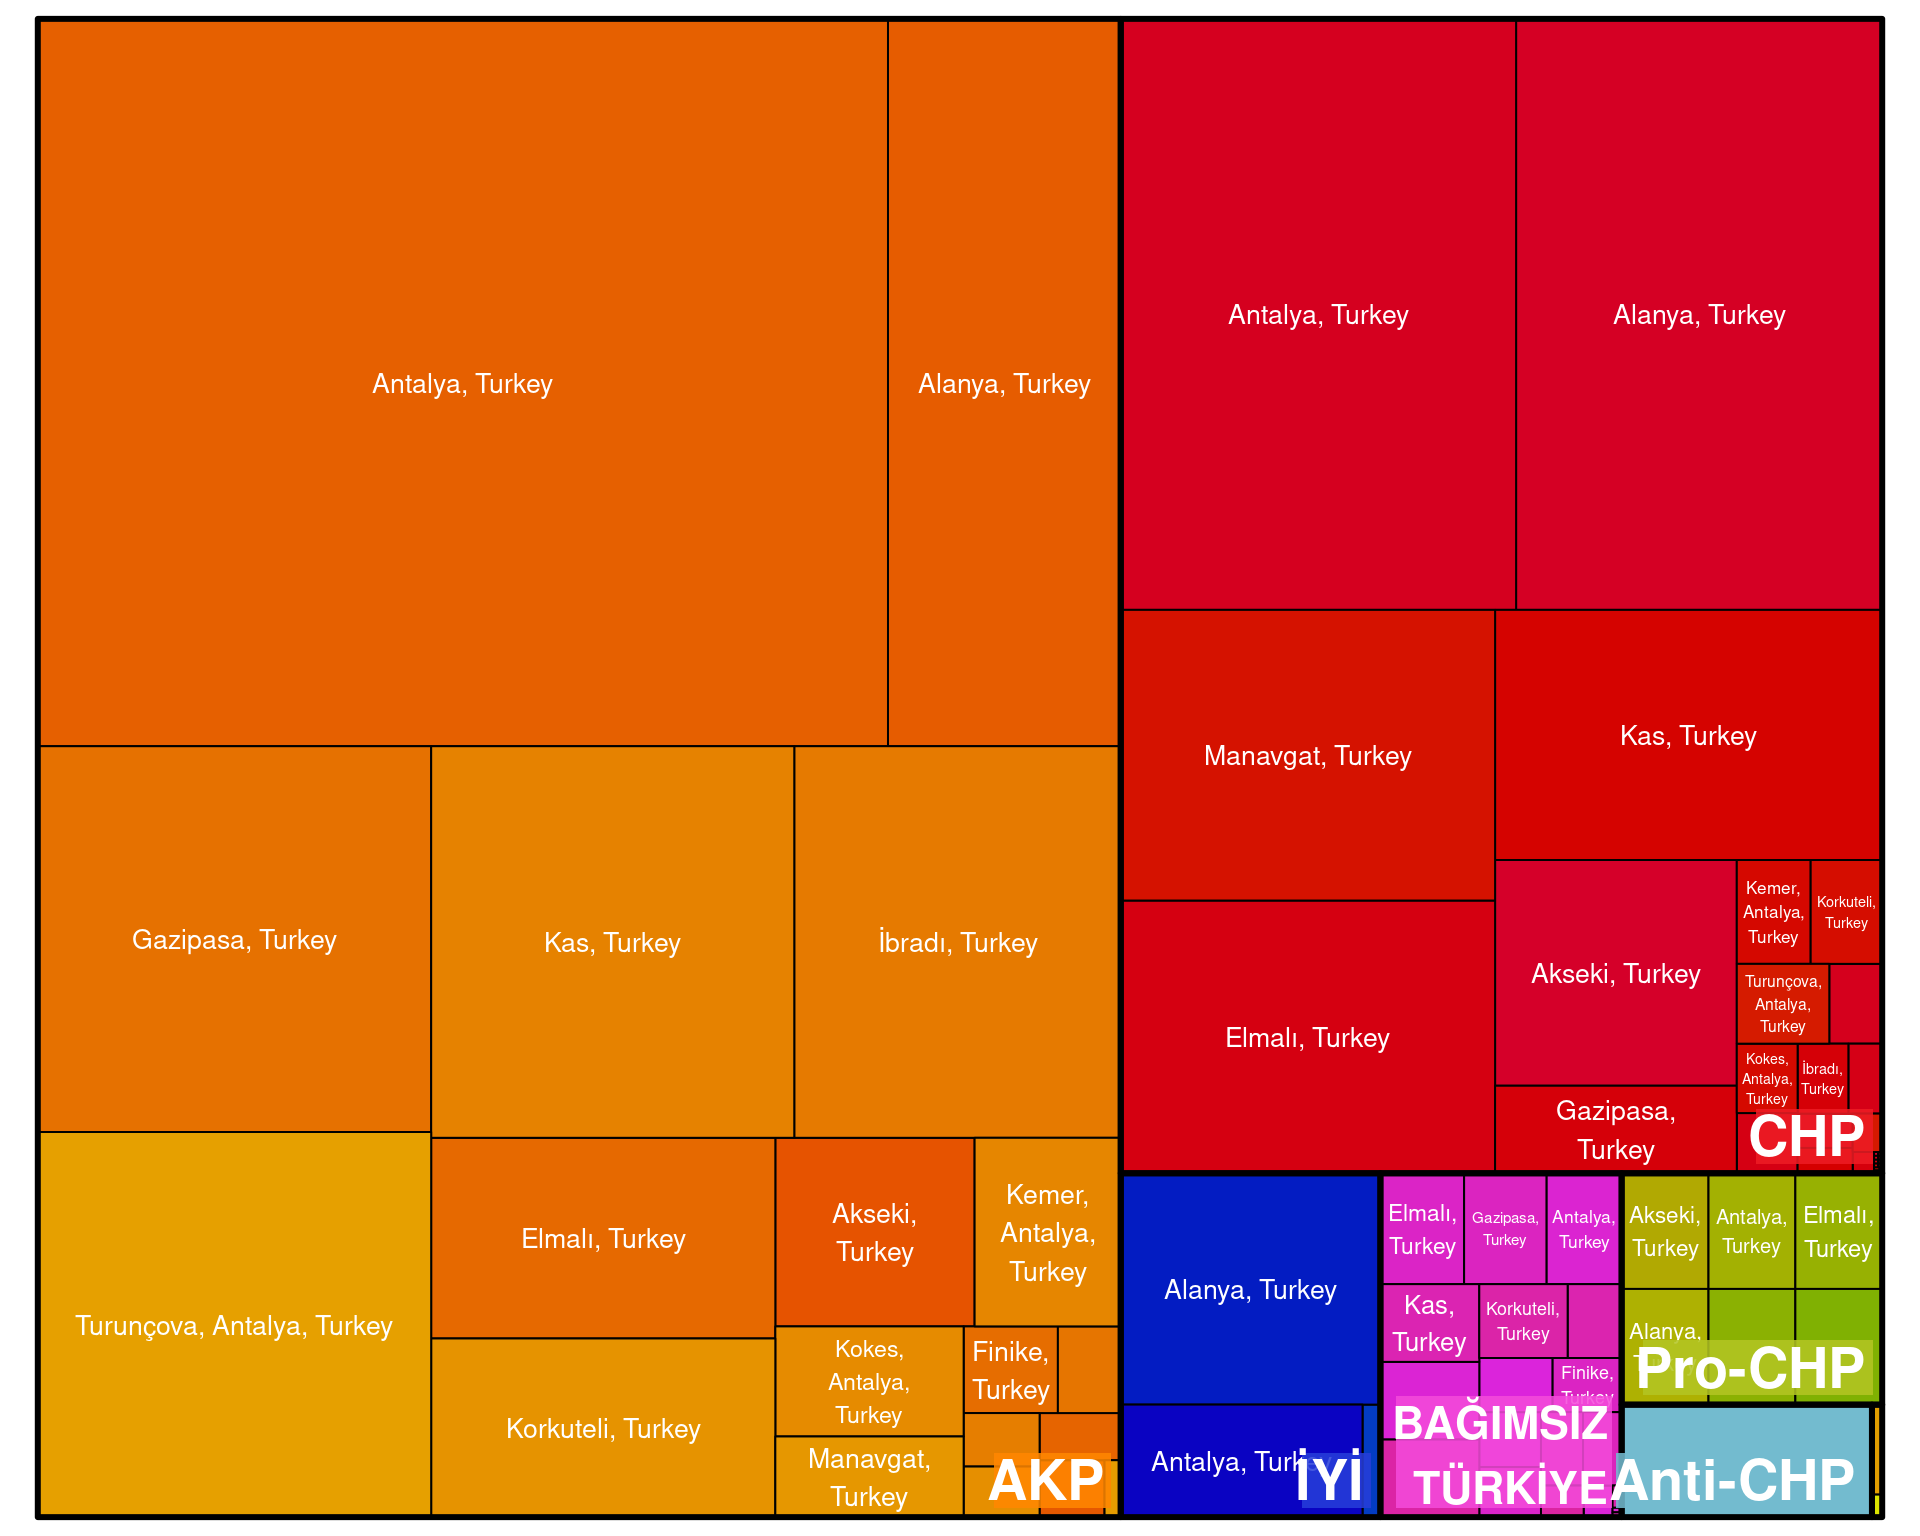 Antalya, Turkey
Alanya, Turkey
Gazipasa, Turkey
Kas, Turkey
İbradı, Turkey
Turunçova, Antalya, Turkey
Elmalı, Turkey
Akseki,
Turkey
Kemer,
Antalya,
Turkey
Korkuteli, Turkey
Kokes,
Antalya,
Turkey
Finike,
Turkey
Manavgat,
Turkey
AKP
Antalya, Turkey
Alanya, Turkey
Manavgat, Turkey
Kas, Turkey
Elmalı, Turkey
Akseki, Turkey
Kemer,
Antalya,
Turkey
Korkuteli,
Turkey
Turunçova,
Antalya,
Turkey
Kokes,
Antalya,
Turkey
İbradı,
Turkey
Gazipasa,
Turkey
CHP
Alanya, Turkey
Antalya, Turkey
İYİ
Elmalı,
Turkey
Gazipasa,
Turkey
Antalya,
Turkey
Kas,
Turkey
Korkuteli,
Turkey
Finike,
Turkey
BAĞIMSIZ
TÜRKİYE
Akseki,
Turkey
Antalya,
Turkey
Elmalı,
Turkey
Alanya,
Pro-CHP
Anti-CHP